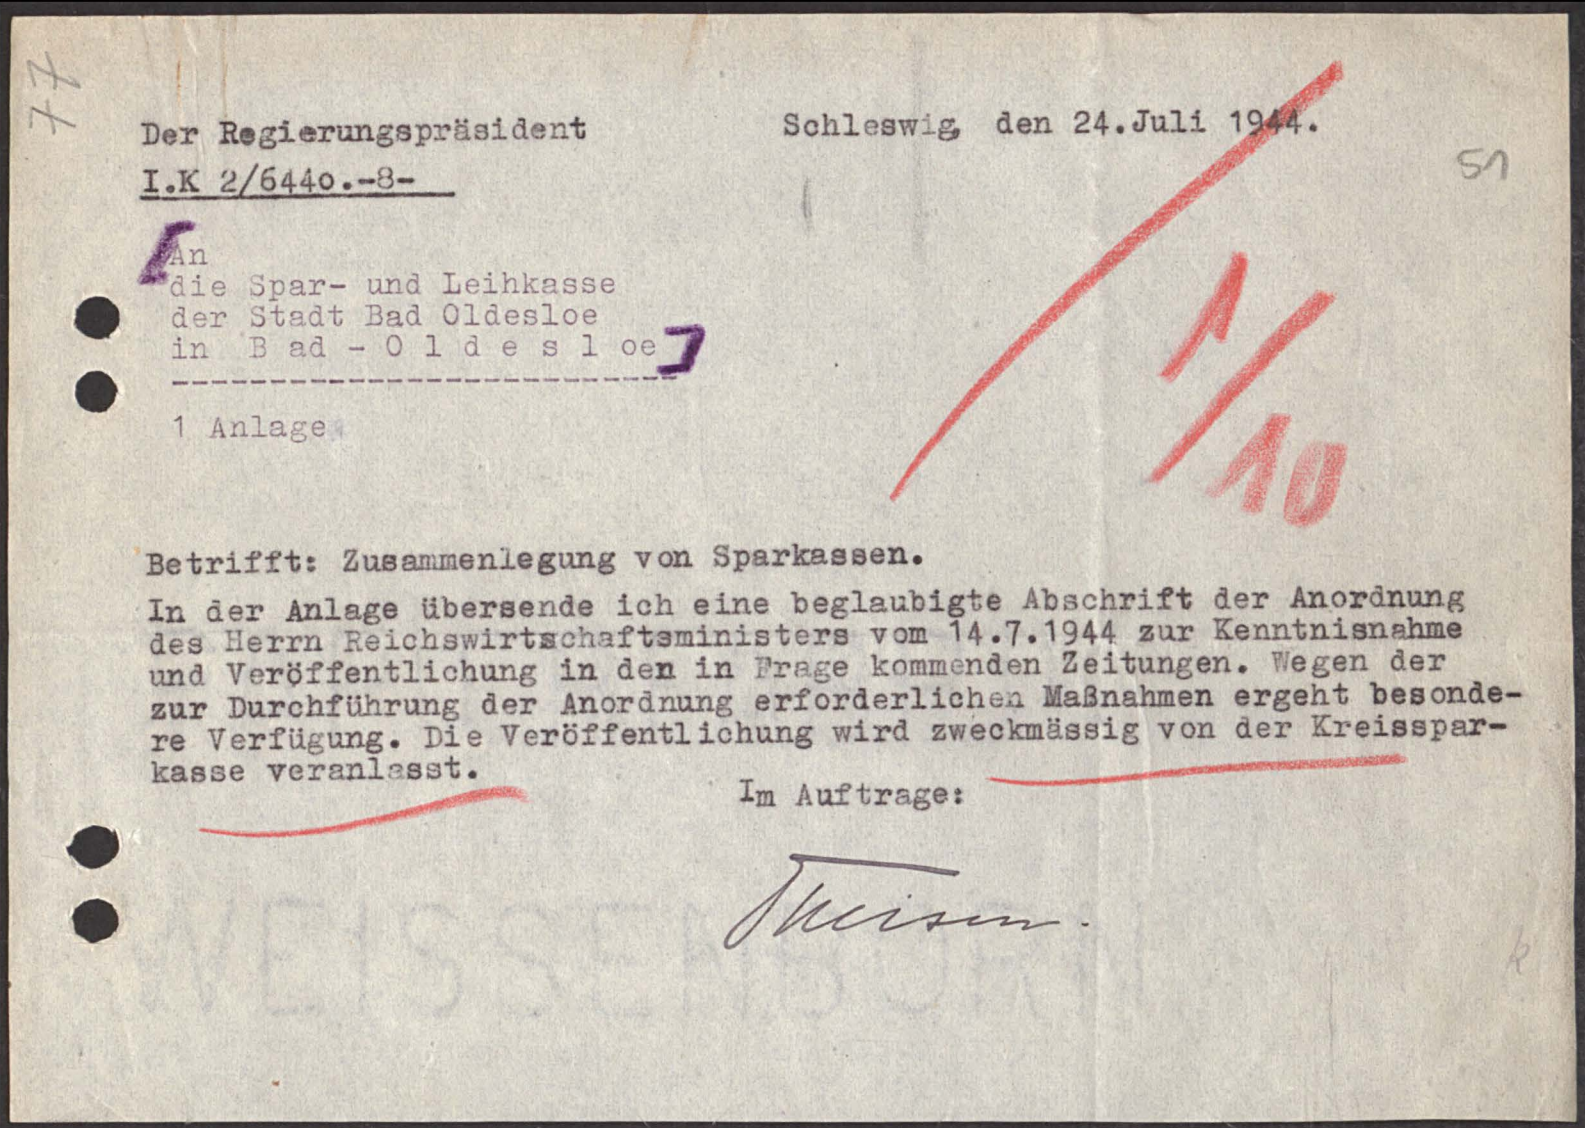 77
Der Regierungspräsident
Schleswig, den 24.Juli 1944.
I.K 2/6440.-8-
51
An
die Spar- und Leihkasse
der Stadt Bad Oldesloe
in B ad - O l d e s l oe
1 Anlage
1/10
Betrifft: Zusammenlegung von Sparkassen.
In der Anlage übersende ich eine beglaubigte Abschrift der Anordnung
des Herrn Reichswirtschaftsministers vom 14.7.1944 zur Kenntnisnahme
und Veröffentlichung in den in Frage kommenden Zeitungen. Wegen der
zur Durchführung der Anordnung erforderlichen Maßnahmen ergeht besonde-
re Verfügung. Die Veröffentlichung wird zweckmässig von der Kreisspar-
kasse veranlasst.
Im Auftrage:
Theisen.
WEISSENBORN
k